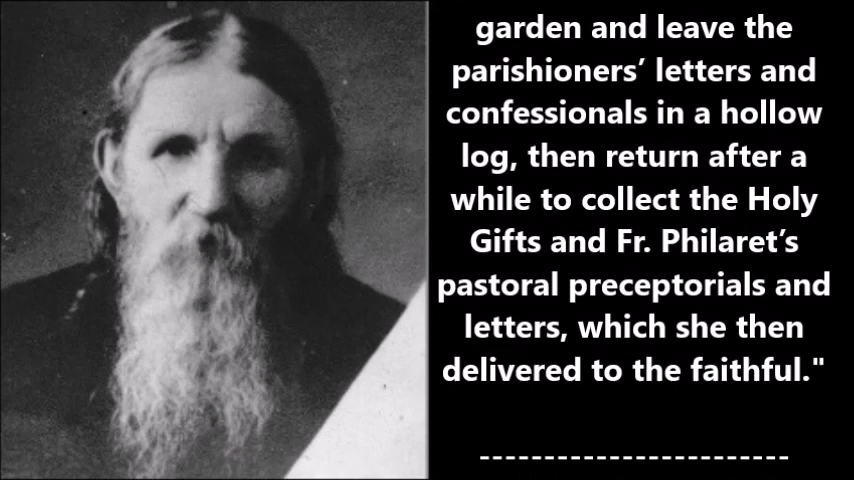 garden and leave the
parishioners’ letters and
confessionals in a hollow
log, then return after a
while to collect the Holy
Gifts and Fr. Philaret’s
pastoral preceptorials and
letters, which she then
delivered to the faithful."
------------------------